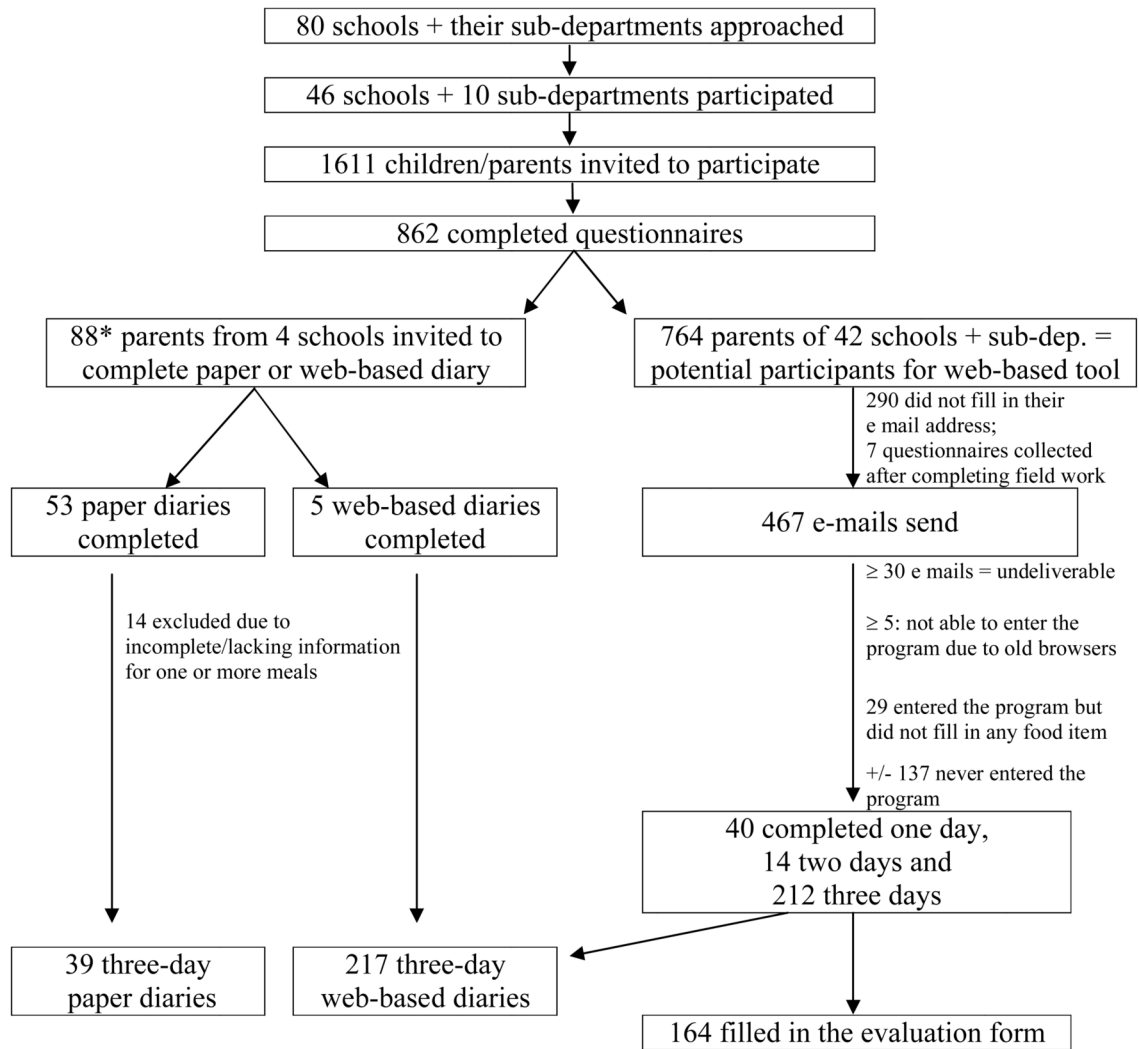 80 schools + their sub-departments approached
46 schools + 10 sub-departments participated
1611 children/parents invited to participate
862 completed questionnaires
88* parents from 4 schools invited to
complete paper or web-based diary
764 parents of 42 schools + sub-dep. =
potential participants for web-based tool
290 did not fill in their
e mail address;
7 questionnaires collected
after completing field work
53 paper diaries
completed
5 web-based diaries
completed
467 e-mails send
14 excluded due to
incomplete/lacking information
for one or more meals
≥ 30 e mails = undeliverable
≥ 5: not able to enter the
program due to old browsers
29 entered the program but
did not fill in any food item
+/- 137 never entered the
program
40 completed one day,
14 two days and
212 three days
39 three-day
paper diaries
217 three-day
web-based diaries
164 filled in the evaluation form